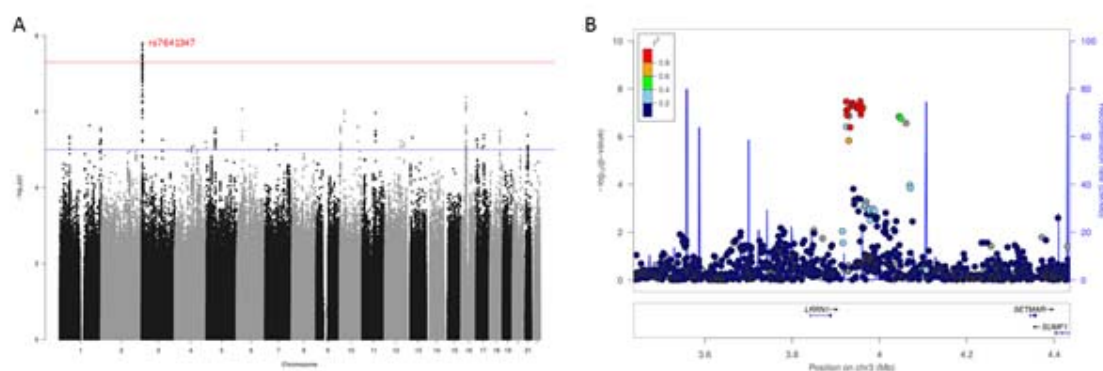 A
rs7641347
Chromosome
1 2 3 4 5 6 7 8 9 10 11 12 13 14 15 16 17 18 19 21
B
r²
0.8
0.6
0.4
0.2
10
8
6
4
2
0
100
80
60
40
20
0
-log₁₀(p-value)
LRRN1→
SETMAR→
←SUMF1
3.6 3.8 4 4.2 4.4
Position on chr3 (Mb)